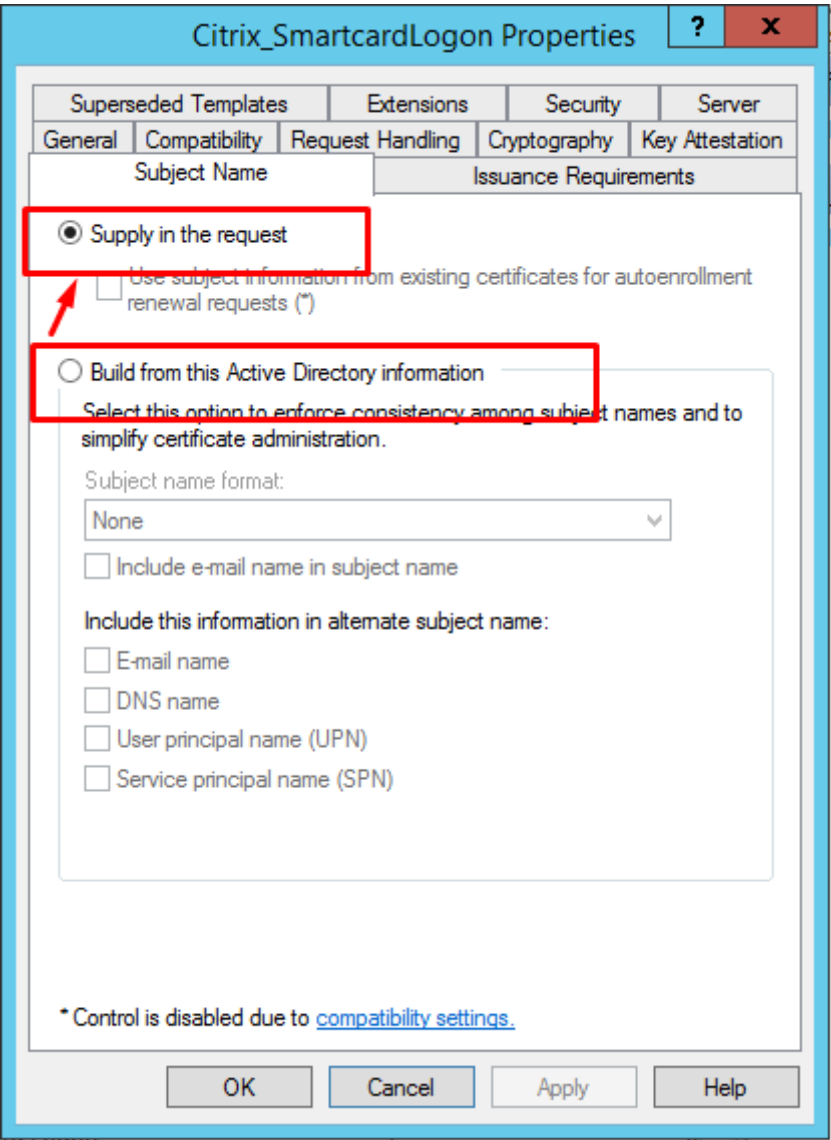 Citrix_SmartcardLogon Properties
?
x
Superseded Templates Extensions Security Server
General Compatibility Request Handling Cryptography Key Attestation
Subject Name Issuance Requirements
Supply in the request
Use subject information from existing certificates for autoenrollment
renewal requests (*)
Build from this Active Directory information
Select this option to enforce consistency among subject names and to
simplify certificate administration.
Subject name format:
None
Include e-mail name in subject name
Include this information in alternate subject name:
E-mail name
DNS name
User principal name (UPN)
Service principal name (SPN)
* Control is disabled due to compatibility settings.
OK Cancel Apply Help